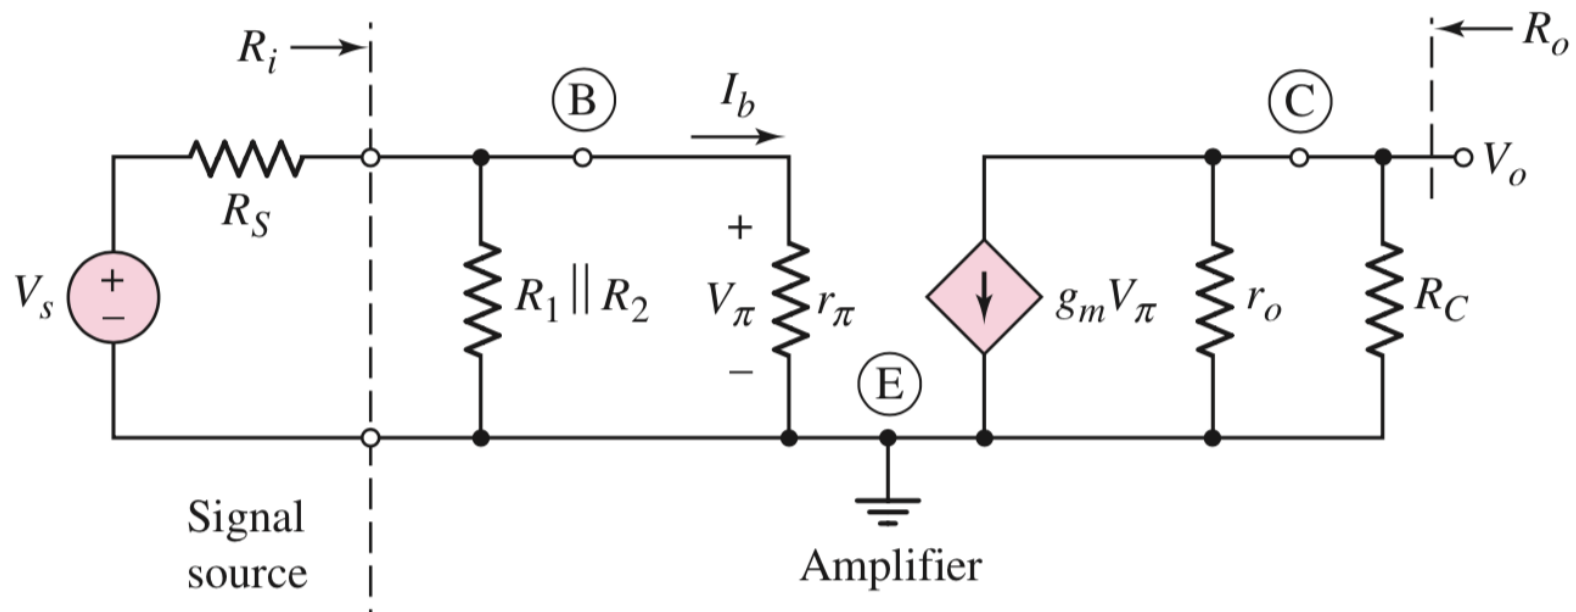 R_i
R_o
B
I_b
C
R_S
+
V_o
V_s
+
−
R_1 || R_2
V_π
r_π
g_m V_π
r_o
R_C
−
E
Signal
source
Amplifier